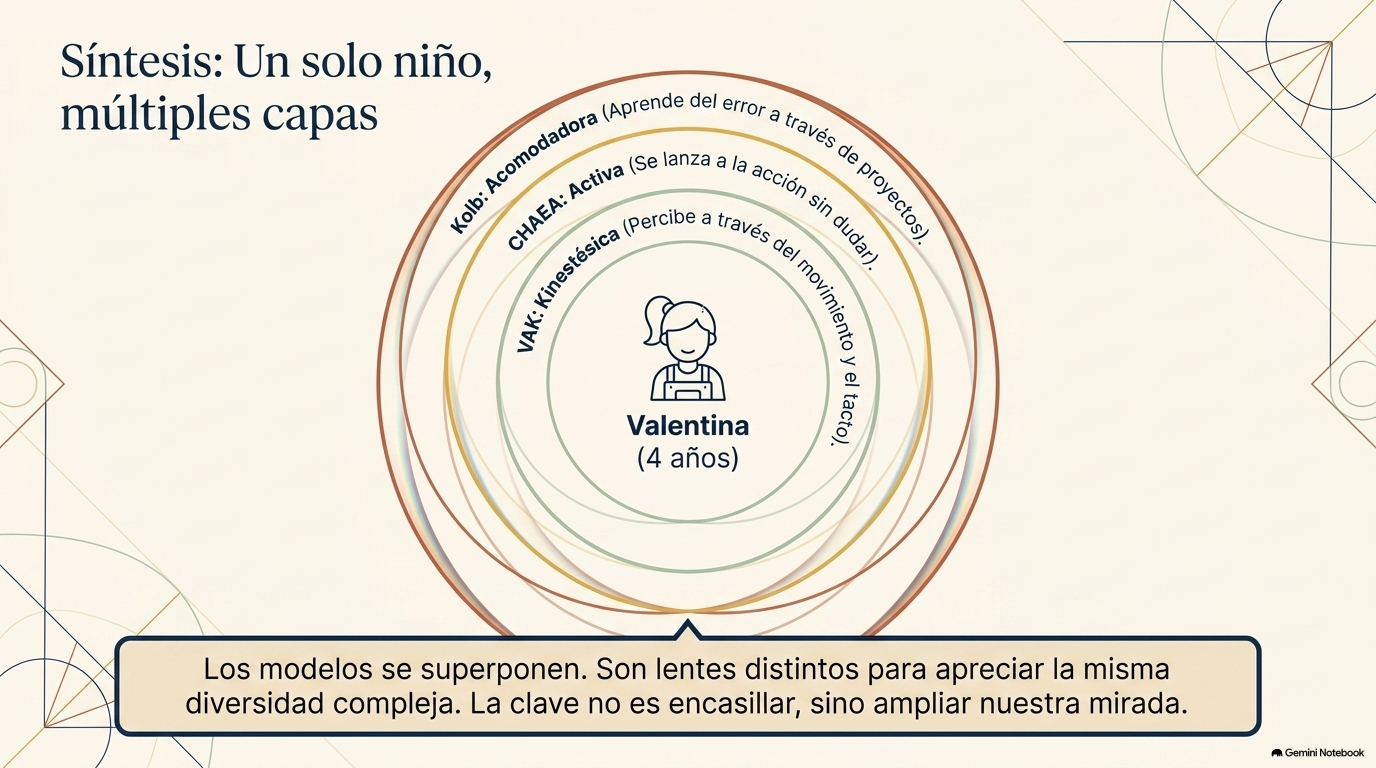 Síntesis: Un solo niño,
múltiples capas
Kolb: Acomodadora (Aprende del error a través de proyectos).
CHAEA: Activa (Se lanza a la acción sin dudar).
VAK: Kinestésica (Percibe a través del movimiento y el tacto).
Valentina
(4 años)
Los modelos se superponen. Son lentes distintos para apreciar la misma
diversidad compleja. La clave no es encasillar, sino ampliar nuestra mirada.
Gemini Notebook